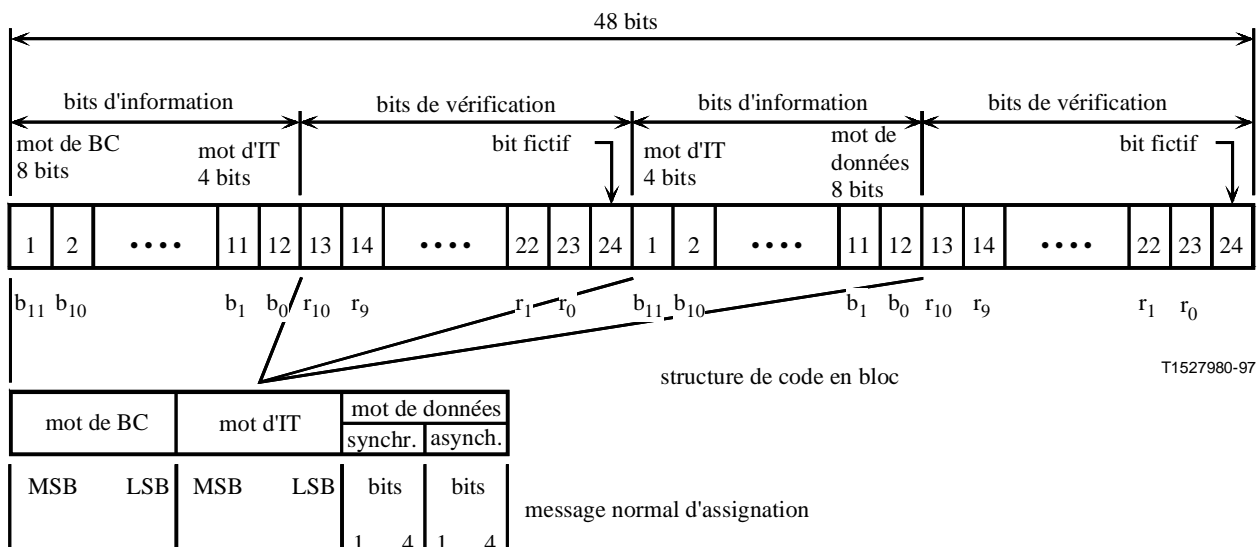 48 bits
bits d'information bits de vérification bits d'information bits de vérification
mot de BC
8 bits
mot d'IT
4 bits
bit fictif
mot d'IT
4 bits
mot de
données
8 bits
bit fictif
1 2 •••• 11 12 13 14 •••• 22 23 24 1 2 •••• 11 12 13 14 •••• 22 23 24
b11 b10 b1 b0 r10 r9 r1 r0 b11 b10 b1 b0 r10 r9 r1 r0
T1527980-97
structure de code en bloc
mot de BC mot d'IT mot de données
synchr. asynch.
MSB LSB MSB LSB bits bits
message normal d'assignation
1 4 1 4